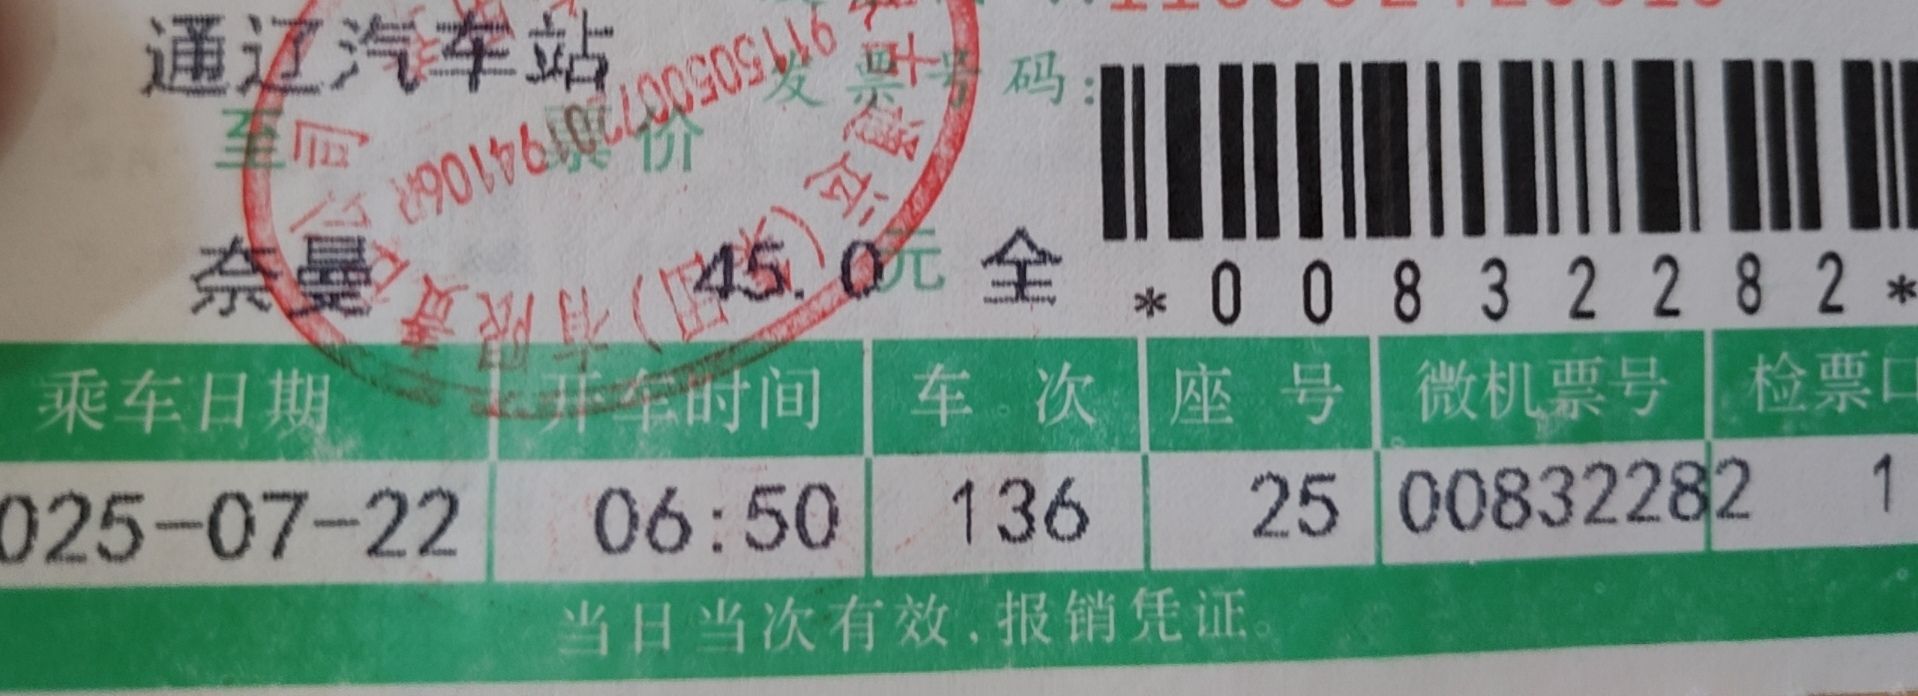 通辽汽车站
发票号码:
至 票价
奈曼 45.0 元 全
*00832282*
乘车日期 开车时间 车次 座号 微机票号 检票口
025-07-22 06:50 136 25 00832282 1
当日当次有效,报销凭证。